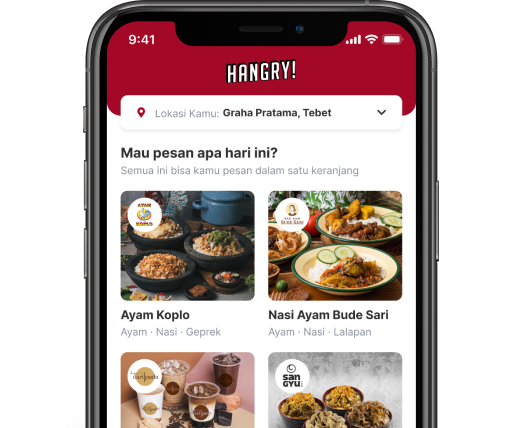 9:41
HANGRY!
Lokasi Kamu: Graha Pratama, Tebet
Mau pesan apa hari ini?
Semua ini bisa kamu pesan dalam satu keranjang
AYAM
KOPLO
NASI AYAM
BUDE SARI
Ayam Koplo
Nasi Ayam Bude Sari
Ayam · Nasi · Geprek
Ayam · Nasi · Lalapan
san
GYU